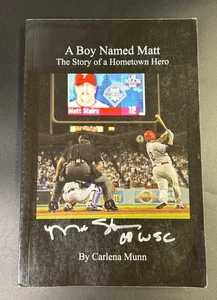 A Boy Named Matt
The Story of a Hometown Hero
Matt Stairs
12
08 WSC
By Carlena Munn